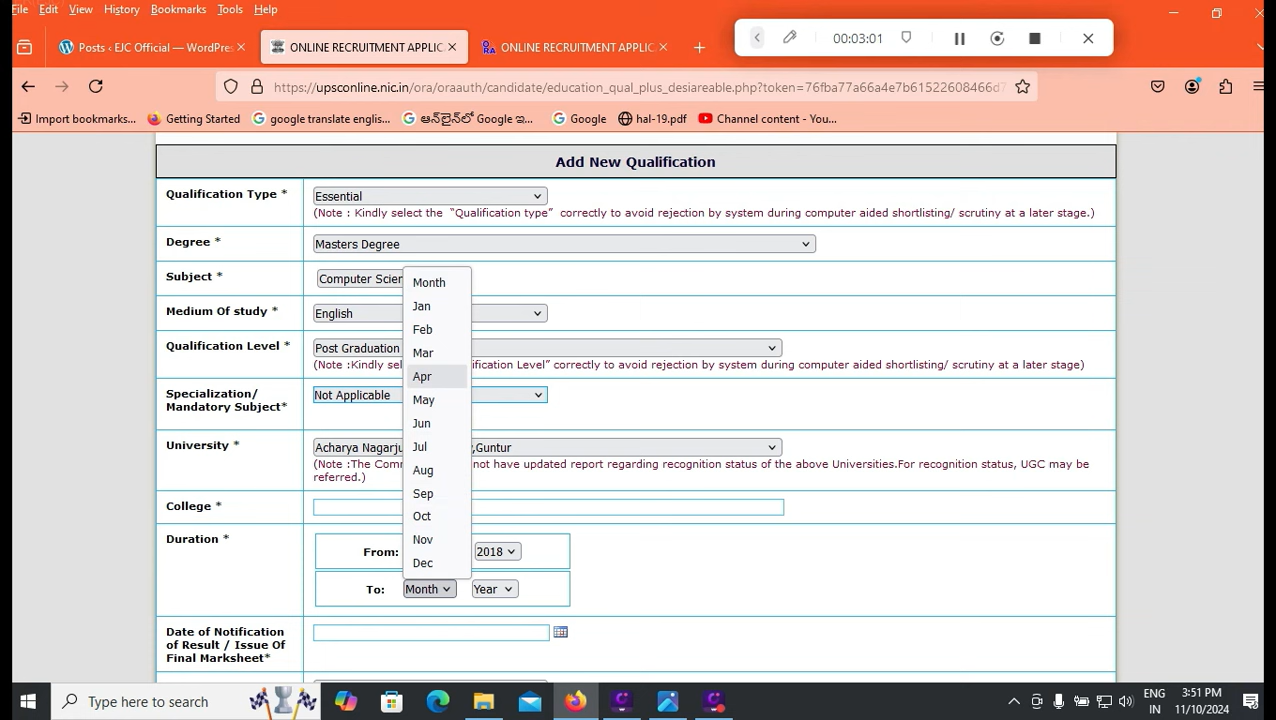 File Edit View History Bookmarks Tools Help
Posts ‹ EJC Official — WordPres
ONLINE RECRUITMENT APPLIC
ONLINE RECRUITMENT APPLIC
00:03:01
https://upsconline.nic.in/ora/oraauth/candidate/education_qual_plus_desiareable.php?token=76fba77a66a4e7b61522608466d7
Import bookmarks... Getting Started google translate englis... ఆన్‌లైన్‌లో Google ఇ... Google hal-19.pdf Channel content - You...
Add New Qualification
Qualification Type * Essential
(Note : Kindly select the “Qualification type” correctly to avoid rejection by system during computer aided shortlisting/ scrutiny at a later stage.)
Degree * Masters Degree
Subject * Computer Scien
Medium Of study * English
Qualification Level * Post Graduation
(Note :Kindly sel ification Level” correctly to avoid rejection by system during computer aided shortlisting/ scrutiny at a later stage)
Specialization/ Not Applicable
Mandatory Subject*
University * Acharya Nagarju ,Guntur
(Note :The Comm not have updated report regarding recognition status of the above Universities.For recognition status, UGC may be
referred.)
College *
Duration *
From: 2018
To: Month Year
Month
Jan
Feb
Mar
Apr
May
Jun
Jul
Aug
Sep
Oct
Nov
Dec
Date of Notification
of Result / Issue Of
Final Marksheet*
Type here to search
ENG
IN
3:51 PM
11/10/2024